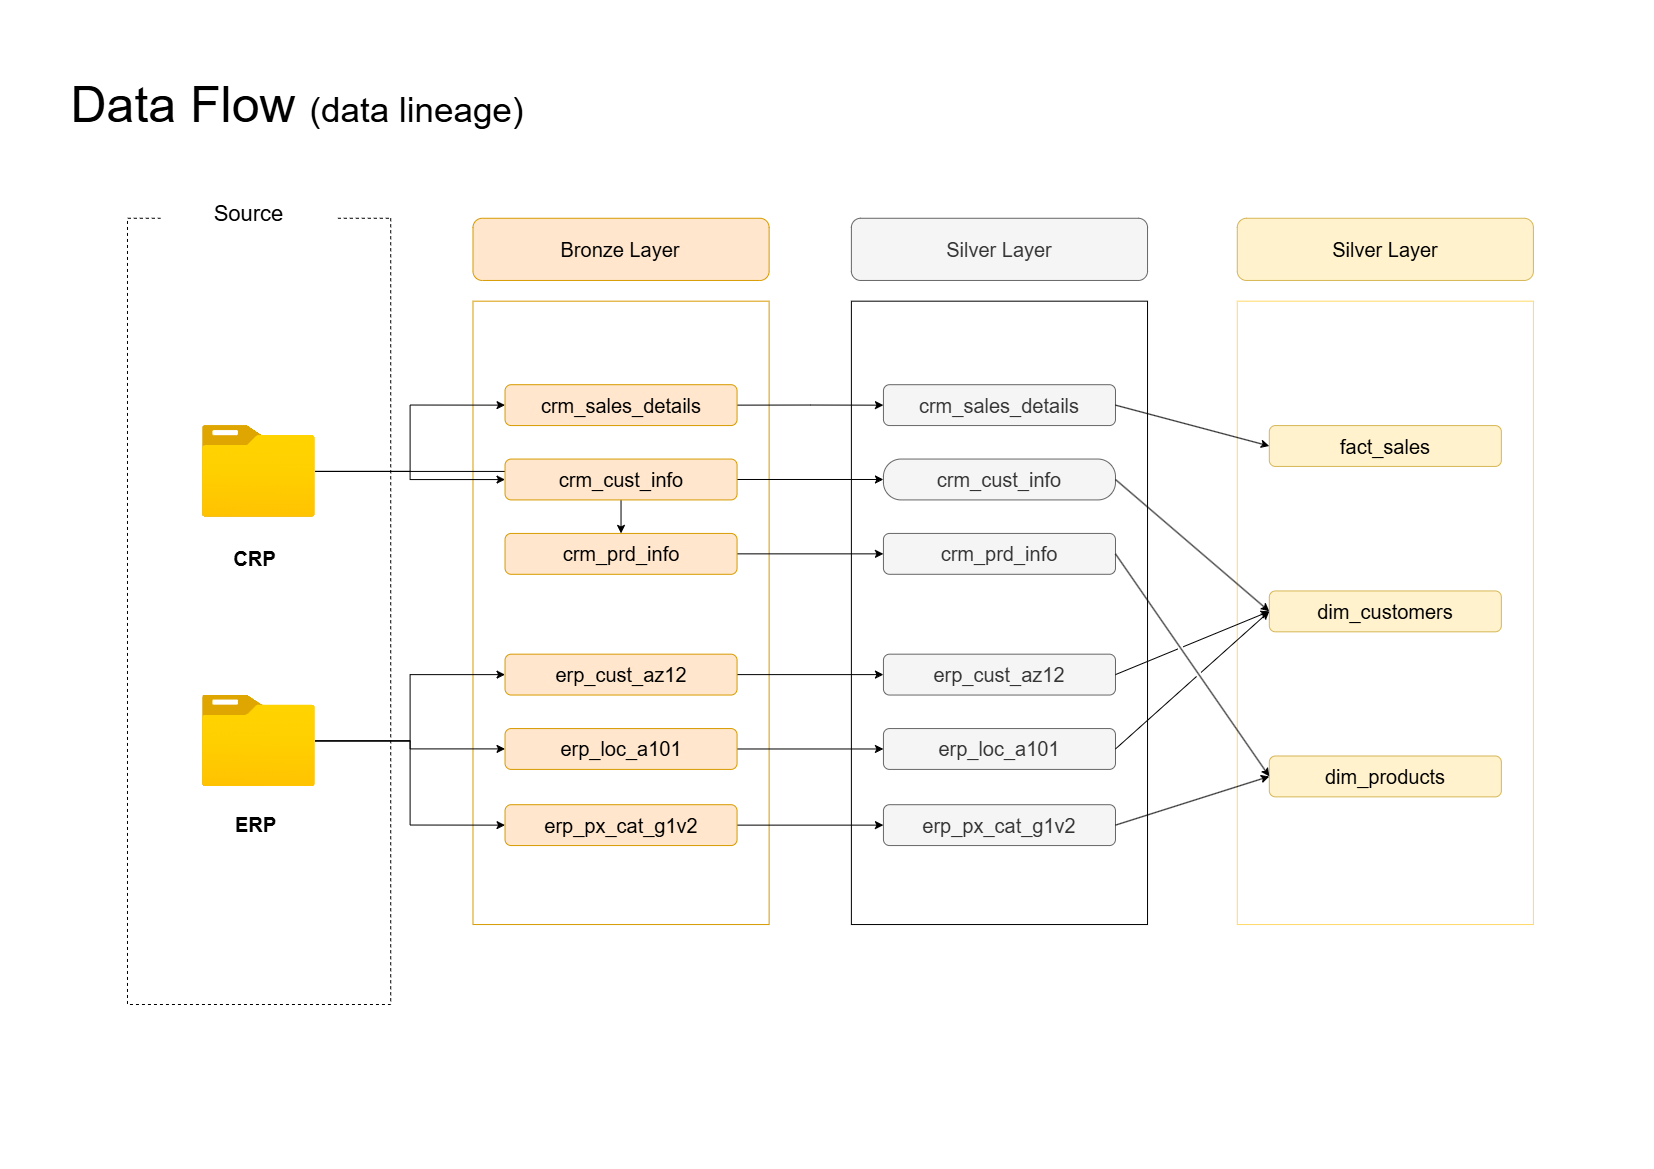 Data Flow (data lineage)
Source
Bronze Layer
Silver Layer
Silver Layer
crm_sales_details
crm_sales_details
fact_sales
crm_cust_info
crm_cust_info
CRP
crm_prd_info
crm_prd_info
dim_customers
erp_cust_az12
erp_cust_az12
erp_loc_a101
erp_loc_a101
dim_products
ERP
erp_px_cat_g1v2
erp_px_cat_g1v2